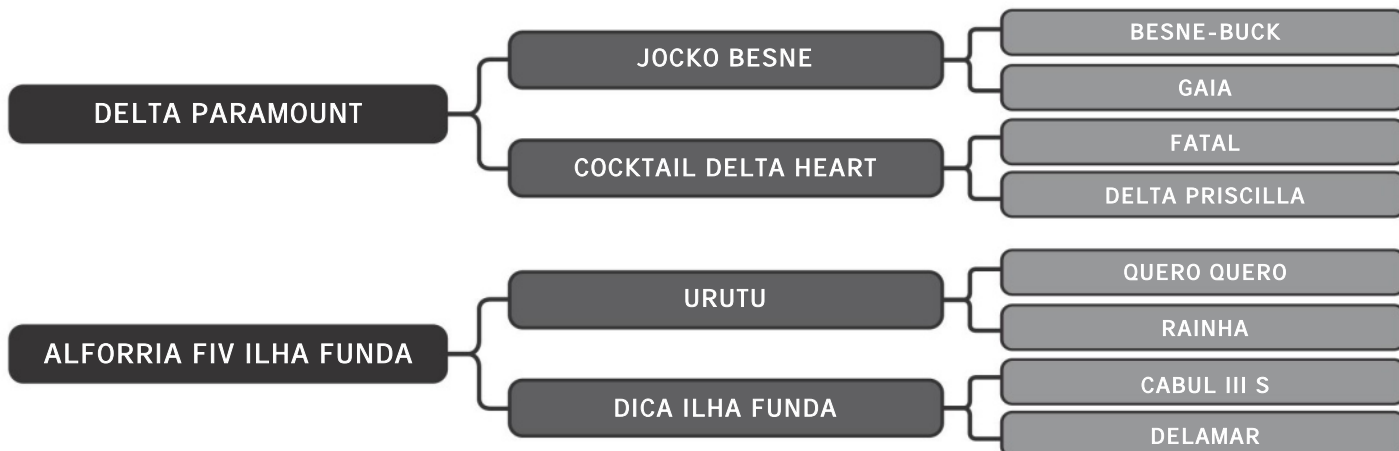 DELTA PARAMOUNT
JOCKO BESNE
BESNE-BUCK
GAIA
COCKTAIL DELTA HEART
FATAL
DELTA PRISCILLA
ALFORRIA FIV ILHA FUNDA
URUTU
QUERO QUERO
RAINHA
DICA ILHA FUNDA
CABUL III S
DELAMAR